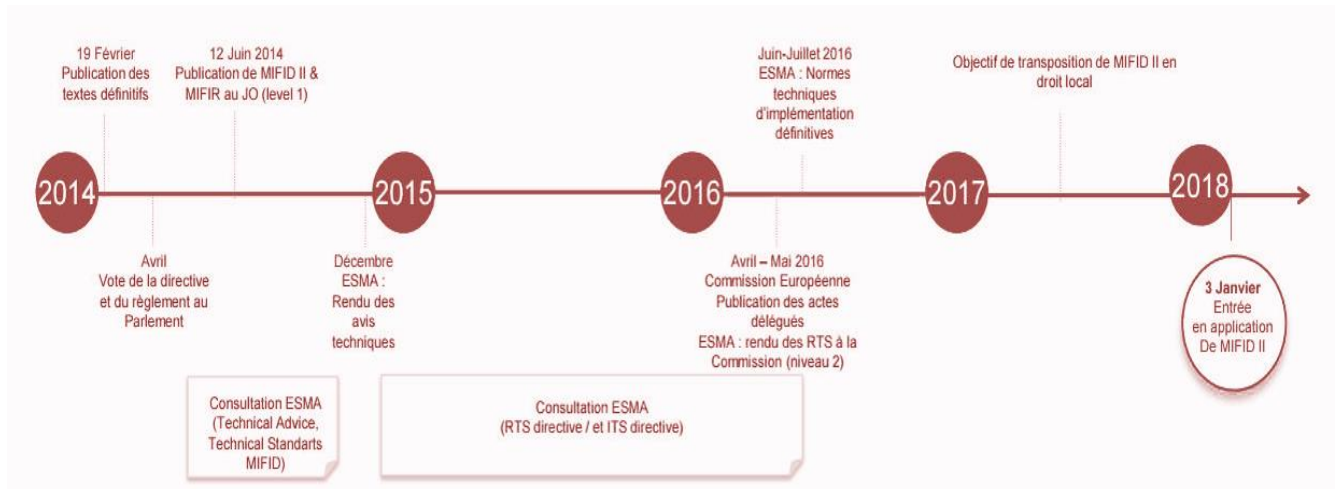 19 Février
Publication des
textes définitifs
12 Juin 2014
Publication de MIFID II &
MIFIR au JO (level 1)
Juin-Juillet 2016
ESMA : Normes
techniques
d'implémentation
définitives
Objectif de transposition de MIFID II en
droit local
2014
2015
2016
2017
2018
Avril
Vote de la directive
et du règlement au
Parlement
Décembre
ESMA :
Rendu des
avis
techniques
Avril – Mai 2016
Commission Européenne
Publication des actes
délégués
ESMA : rendu des RTS à la
Commission (niveau 2)
3 Janvier
Entrée
en application
De MIFID II
Consultation ESMA
(Technical Advice,
Technical Standarts
MIFID)
Consultation ESMA
(RTS directive / et ITS directive)